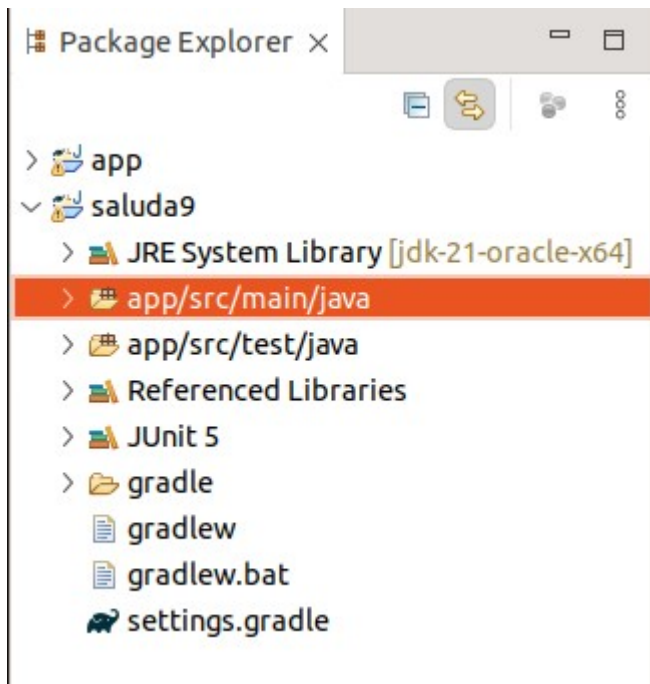 Package Explorer
app
saluda9
JRE System Library [jdk-21-oracle-x64]
app/src/main/java
app/src/test/java
Referenced Libraries
JUnit 5
gradle
gradlew
gradlew.bat
settings.gradle